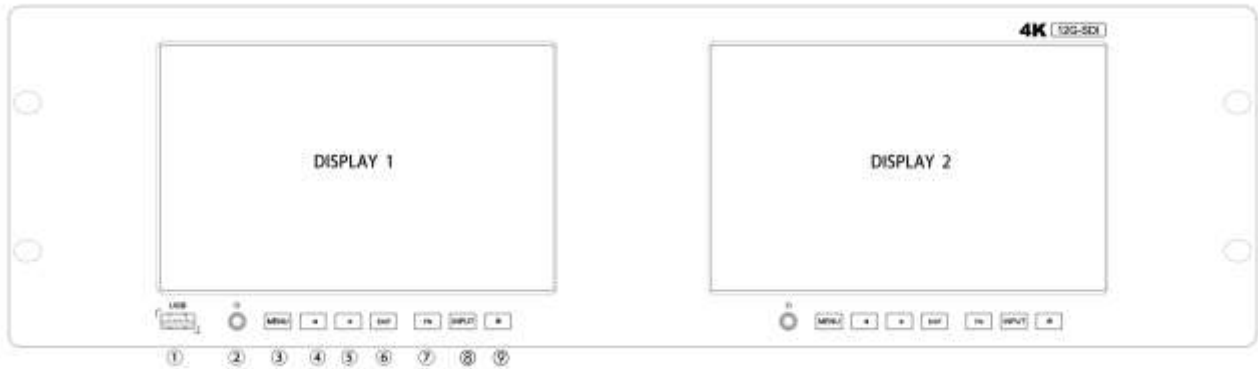 4K 12G-SDI
DISPLAY 1
DISPLAY 2
USB
MENU EXIT FN INPUT
MENU EXIT FN INPUT
① ② ③ ④ ⑤ ⑥ ⑦ ⑧ ⑨